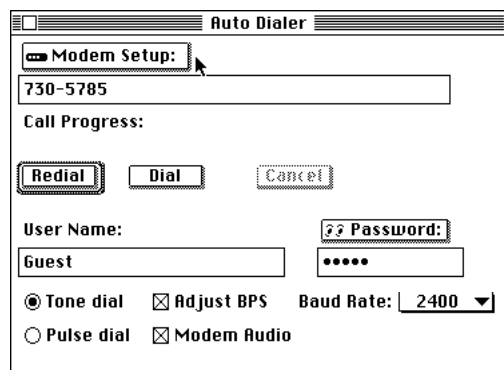 Auto Dialer
Modem Setup:
730-5785
Call Progress:
Redial Dial Cancel
User Name: Password:
Guest •••••
Tone dial Adjust BPS Baud Rate: 2400
Pulse dial Modem Audio